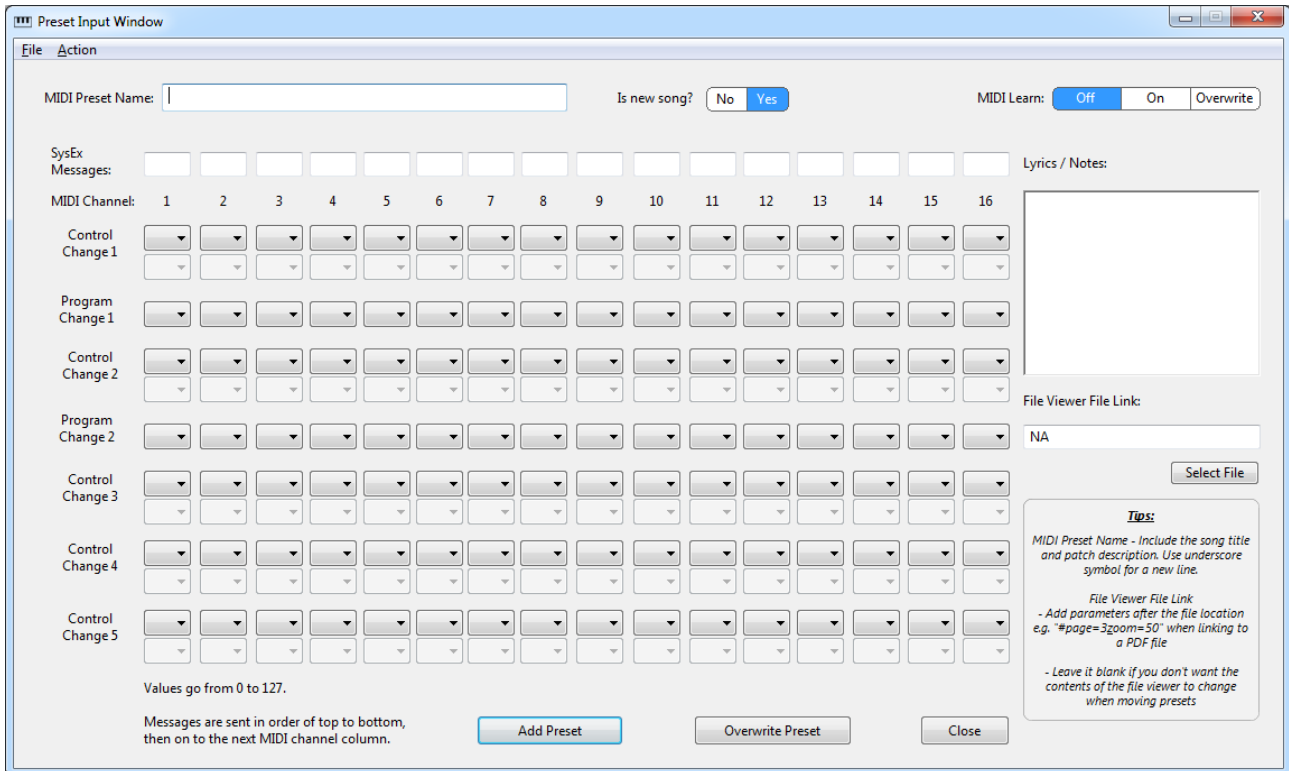 Preset Input Window
File Action
MIDI Preset Name:
Is new song? No Yes
MIDI Learn: Off On Overwrite
SysEx
Messages:
MIDI Channel: 1 2 3 4 5 6 7 8 9 10 11 12 13 14 15 16
Control
Change 1
Program
Change 1
Control
Change 2
Program
Change 2
Control
Change 3
Control
Change 4
Control
Change 5
Values go from 0 to 127.
Messages are sent in order of top to bottom,
then on to the next MIDI channel column.
Add Preset Overwrite Preset Close
Lyrics / Notes:
File Viewer File Link:
NA
Select File
Tips:
MIDI Preset Name - Include the song title
and patch description. Use underscore
symbol for a new line.
File Viewer File Link
- Add parameters after the file location
e.g. "#page=3zoom=50" when linking to
a PDF file
- Leave it blank if you don't want the
contents of the file viewer to change
when moving presets